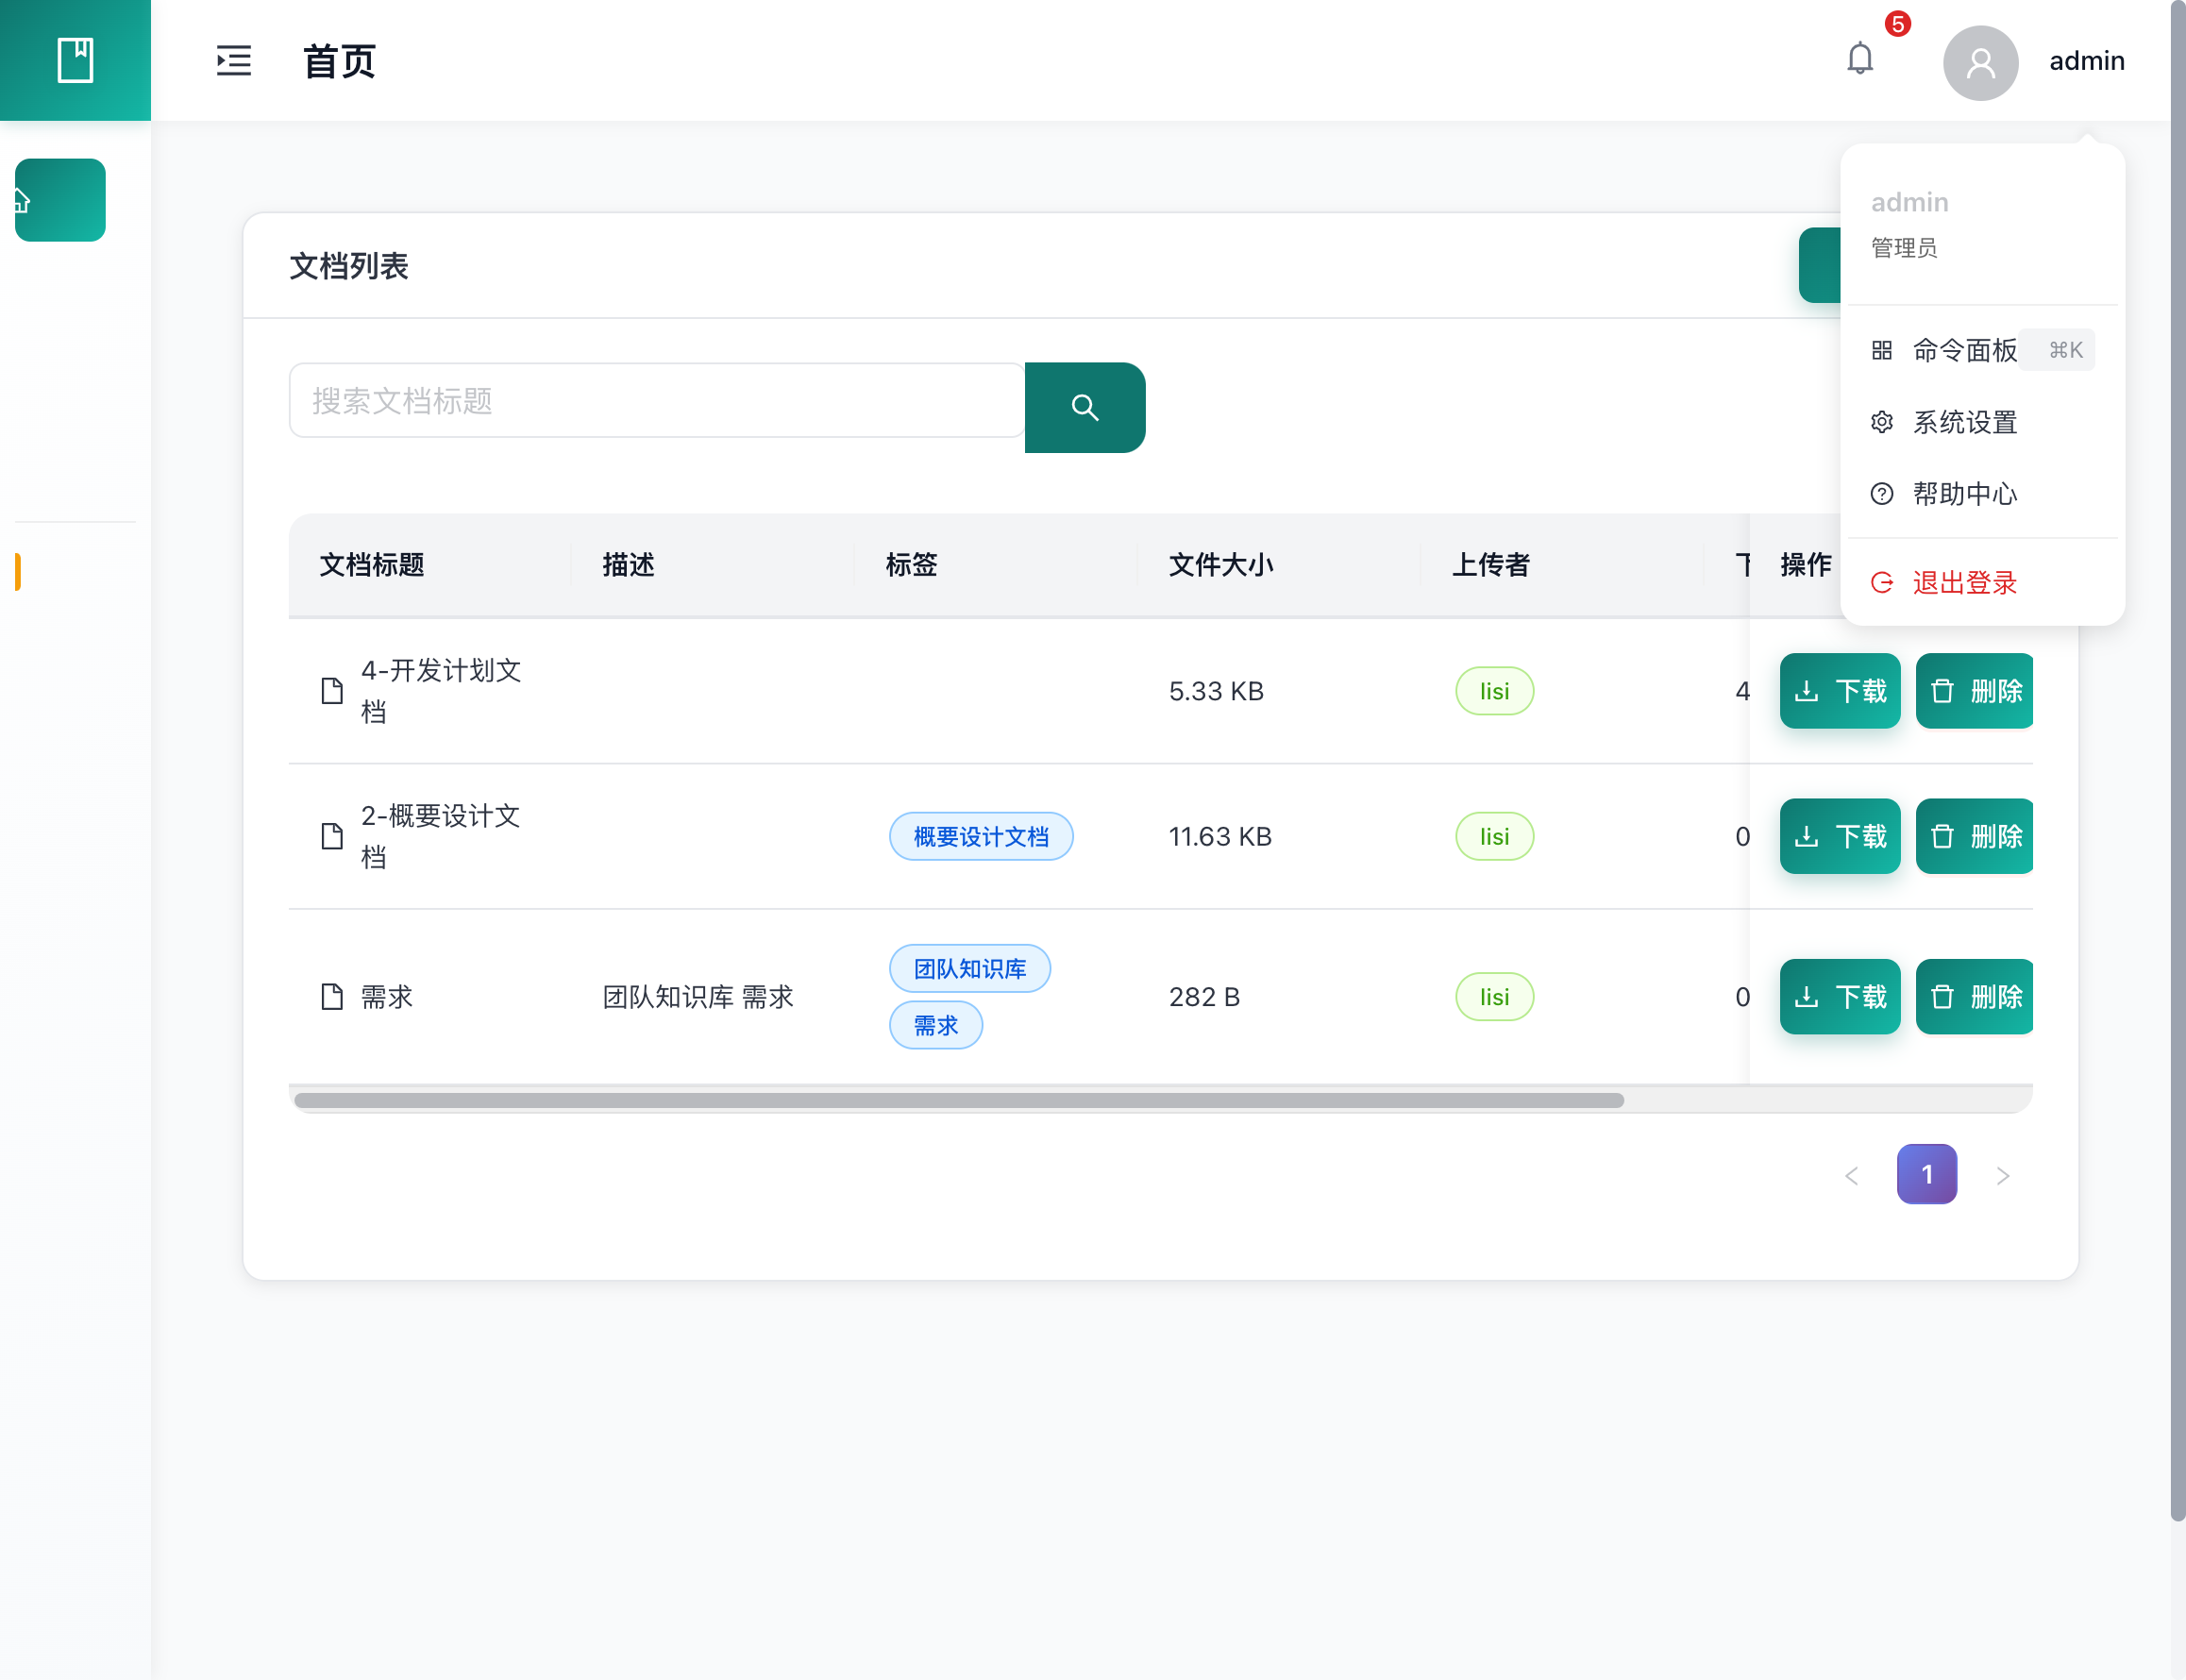 首页
5
admin
admin
管理员
命令面板 ⌘K
系统设置
帮助中心
退出登录
文档列表
搜索文档标题
文档标题 描述 标签 文件大小 上传者 操作
4-开发计划文
档
5.33 KB lisi 4 下载 删除
2-概要设计文
档
概要设计文档 11.63 KB lisi 0 下载 删除
需求 团队知识库 需求 团队知识库
需求
282 B lisi 0 下载 删除
1